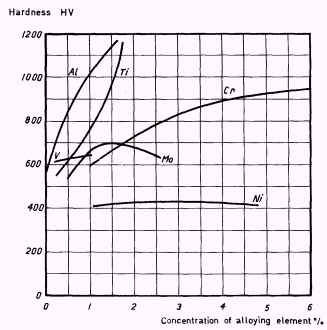 Hardness HV
1200
1000
800
600
400
200
0
Al
Ti
Cr
V
Mo
Ni
0 1 2 3 4 5 6
Concentration of alloying element %